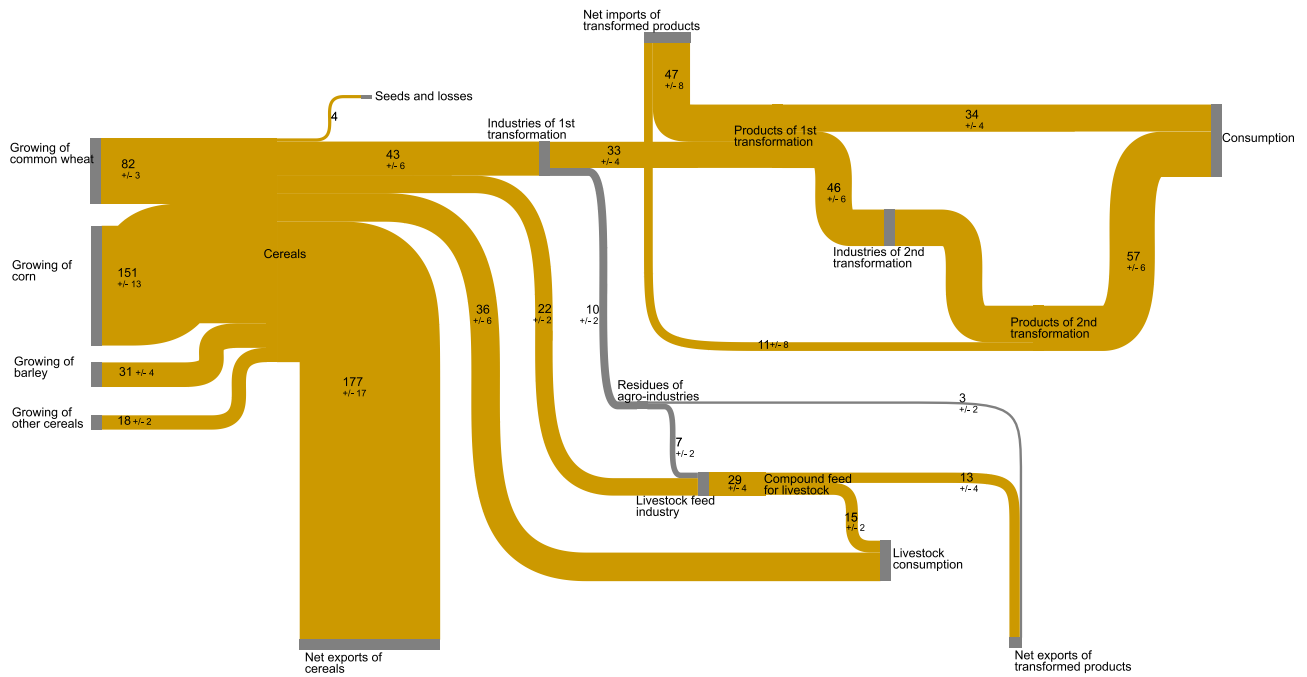 Net imports of
transformed products
47
+/- 8
Seeds and losses
4
Industries of 1st
transformation
Growing of
common wheat
82
+/- 3
43
+/- 6
33
+/- 4
Products of 1st
transformation
34
+/- 4
Consumption
46
+/- 6
Industries of 2nd
transformation
Cereals
Growing of
corn
151
+/- 13
57
+/- 6
36
+/- 6
22
+/- 2
10
+/- 2
Products of 2nd
transformation
11+/- 8
Growing of
barley
31 +/- 4
177
+/- 17
Residues of
agro-industries
3
+/- 2
Growing of
other cereals
18 +/- 2
7
+/- 2
29
+/- 4
Compound feed
for livestock
13
+/- 4
Livestock feed
industry
15
+/- 2
Livestock
consumption
Net exports of
cereals
Net exports of
transformed products